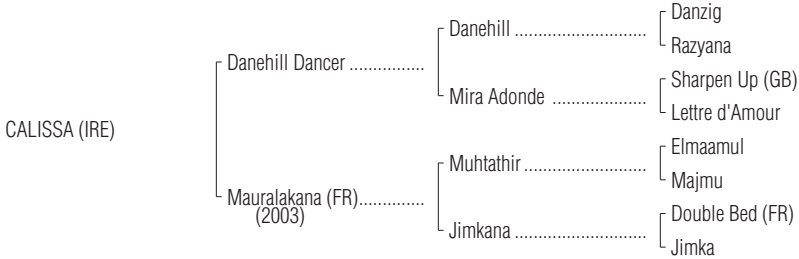 Danzig
Danehill ...........................
Razyana
Danehill Dancer ................
Sharpen Up (GB)
Mira Adonde ....................
Lettre d'Amour
CALISSA (IRE)
Elmaamul
Muhtathir ..........................
Majmu
Mauralakana (FR)..............
(2003)
Double Bed (FR)
Jimkana ............................
Jimka